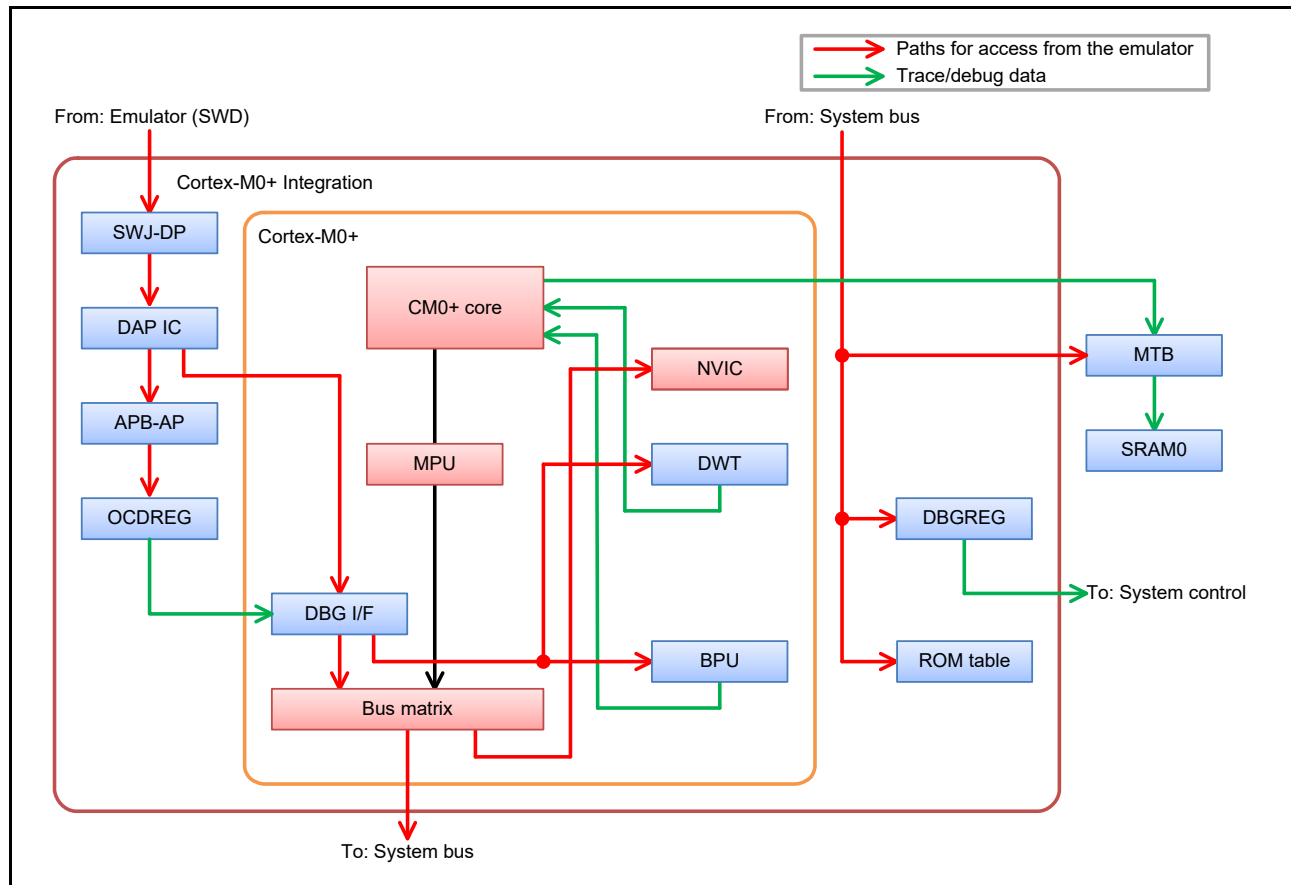 Paths for access from the emulator
Trace/debug data
From: Emulator (SWD)
From: System bus
Cortex-M0+ Integration
SWJ-DP
Cortex-M0+
CM0+ core
DAP IC
MTB
NVIC
APB-AP
MPU
DWT
SRAM0
OCDREG
DBGREG
To: System control
DBG I/F
BPU
ROM table
Bus matrix
To: System bus